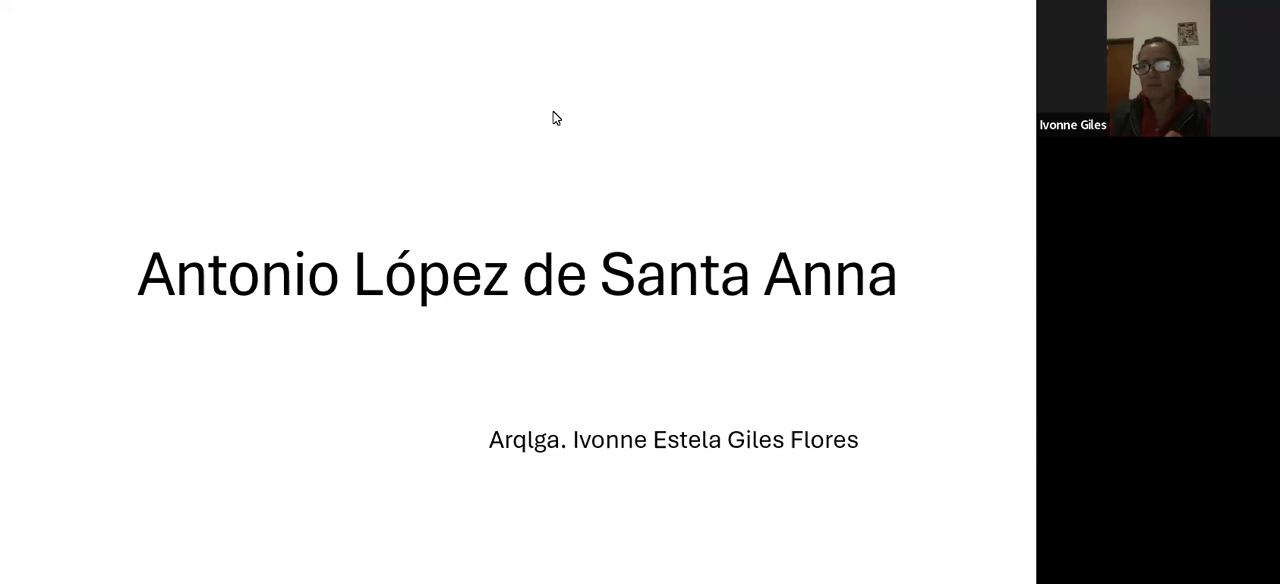 Antonio López de Santa Anna
Arqlga. Ivonne Estela Giles Flores
Ivonne Giles